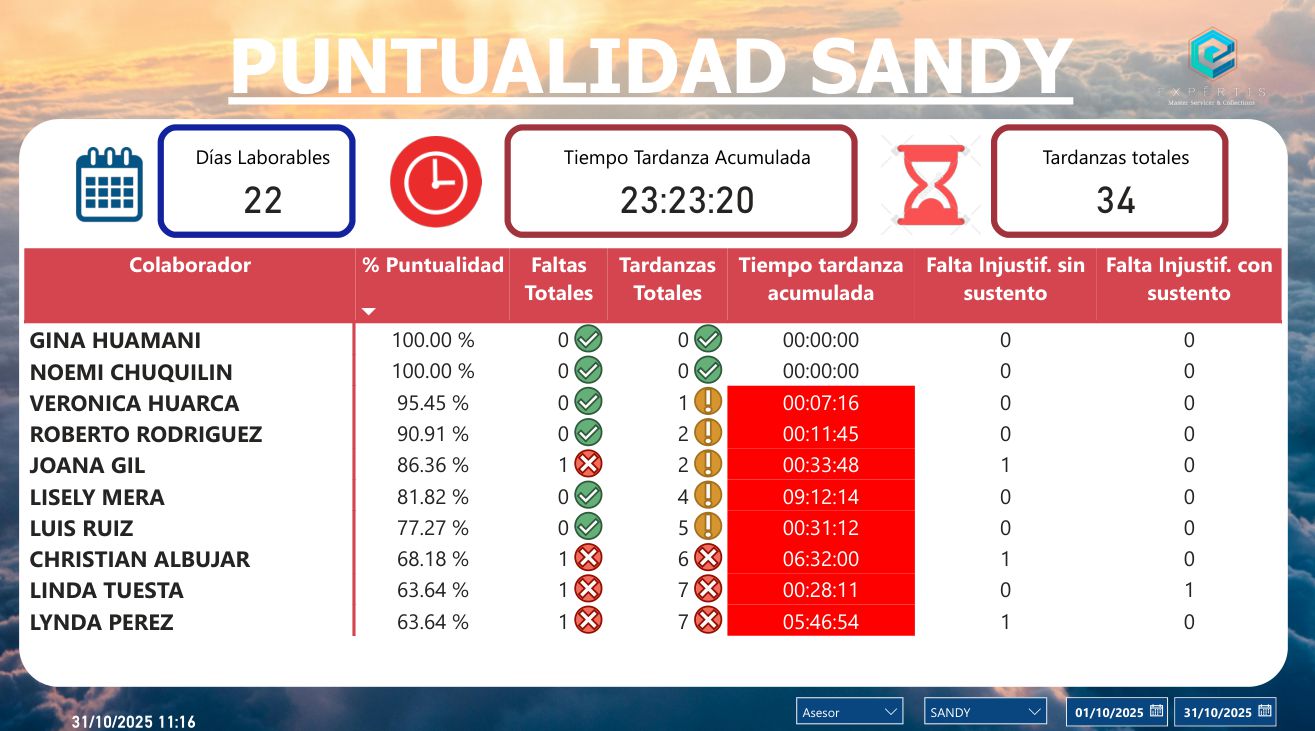 PUNTUALIDAD SANDY
EXPERTIS
Master Servicer & Collections
Días Laborables
22
Tiempo Tardanza Acumulada
23:23:20
Tardanzas totales
34
Colaborador % Puntualidad Faltas Totales Tardanzas Totales Tiempo tardanza acumulada Falta Injustif. sin sustento Falta Injustif. con sustento
GINA HUAMANI 100.00 % 0 0 00:00:00 0 0
NOEMI CHUQUILIN 100.00 % 0 0 00:00:00 0 0
VERONICA HUARCA 95.45 % 0 1 00:07:16 0 0
ROBERTO RODRIGUEZ 90.91 % 0 2 00:11:45 0 0
JOANA GIL 86.36 % 1 2 00:33:48 1 0
LISELY MERA 81.82 % 0 4 09:12:14 0 0
LUIS RUIZ 77.27 % 0 5 00:31:12 0 0
CHRISTIAN ALBUJAR 68.18 % 1 6 06:32:00 1 0
LINDA TUESTA 63.64 % 1 7 00:28:11 0 1
LYNDA PEREZ 63.64 % 1 7 05:46:54 1 0
31/10/2025 11:16
Asesor
SANDY
01/10/2025
31/10/2025